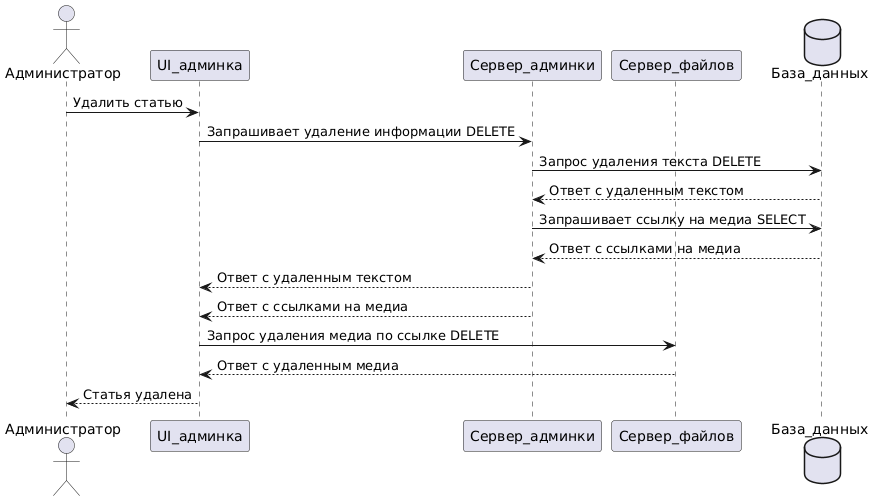 Администратор
UI_админка
Сервер_админки
Сервер_файлов
База_данных
Удалить статью
Запрашивает удаление информации DELETE
Запрос удаления текста DELETE
Ответ с удаленным текстом
Запрашивает ссылку на медиа SELECT
Ответ с ссылками на медиа
Ответ с удаленным текстом
Ответ с ссылками на медиа
Запрос удаления медиа по ссылке DELETE
Ответ с удаленным медиа
Статья удалена
Администратор
UI_админка
Сервер_админки
Сервер_файлов
База_данных